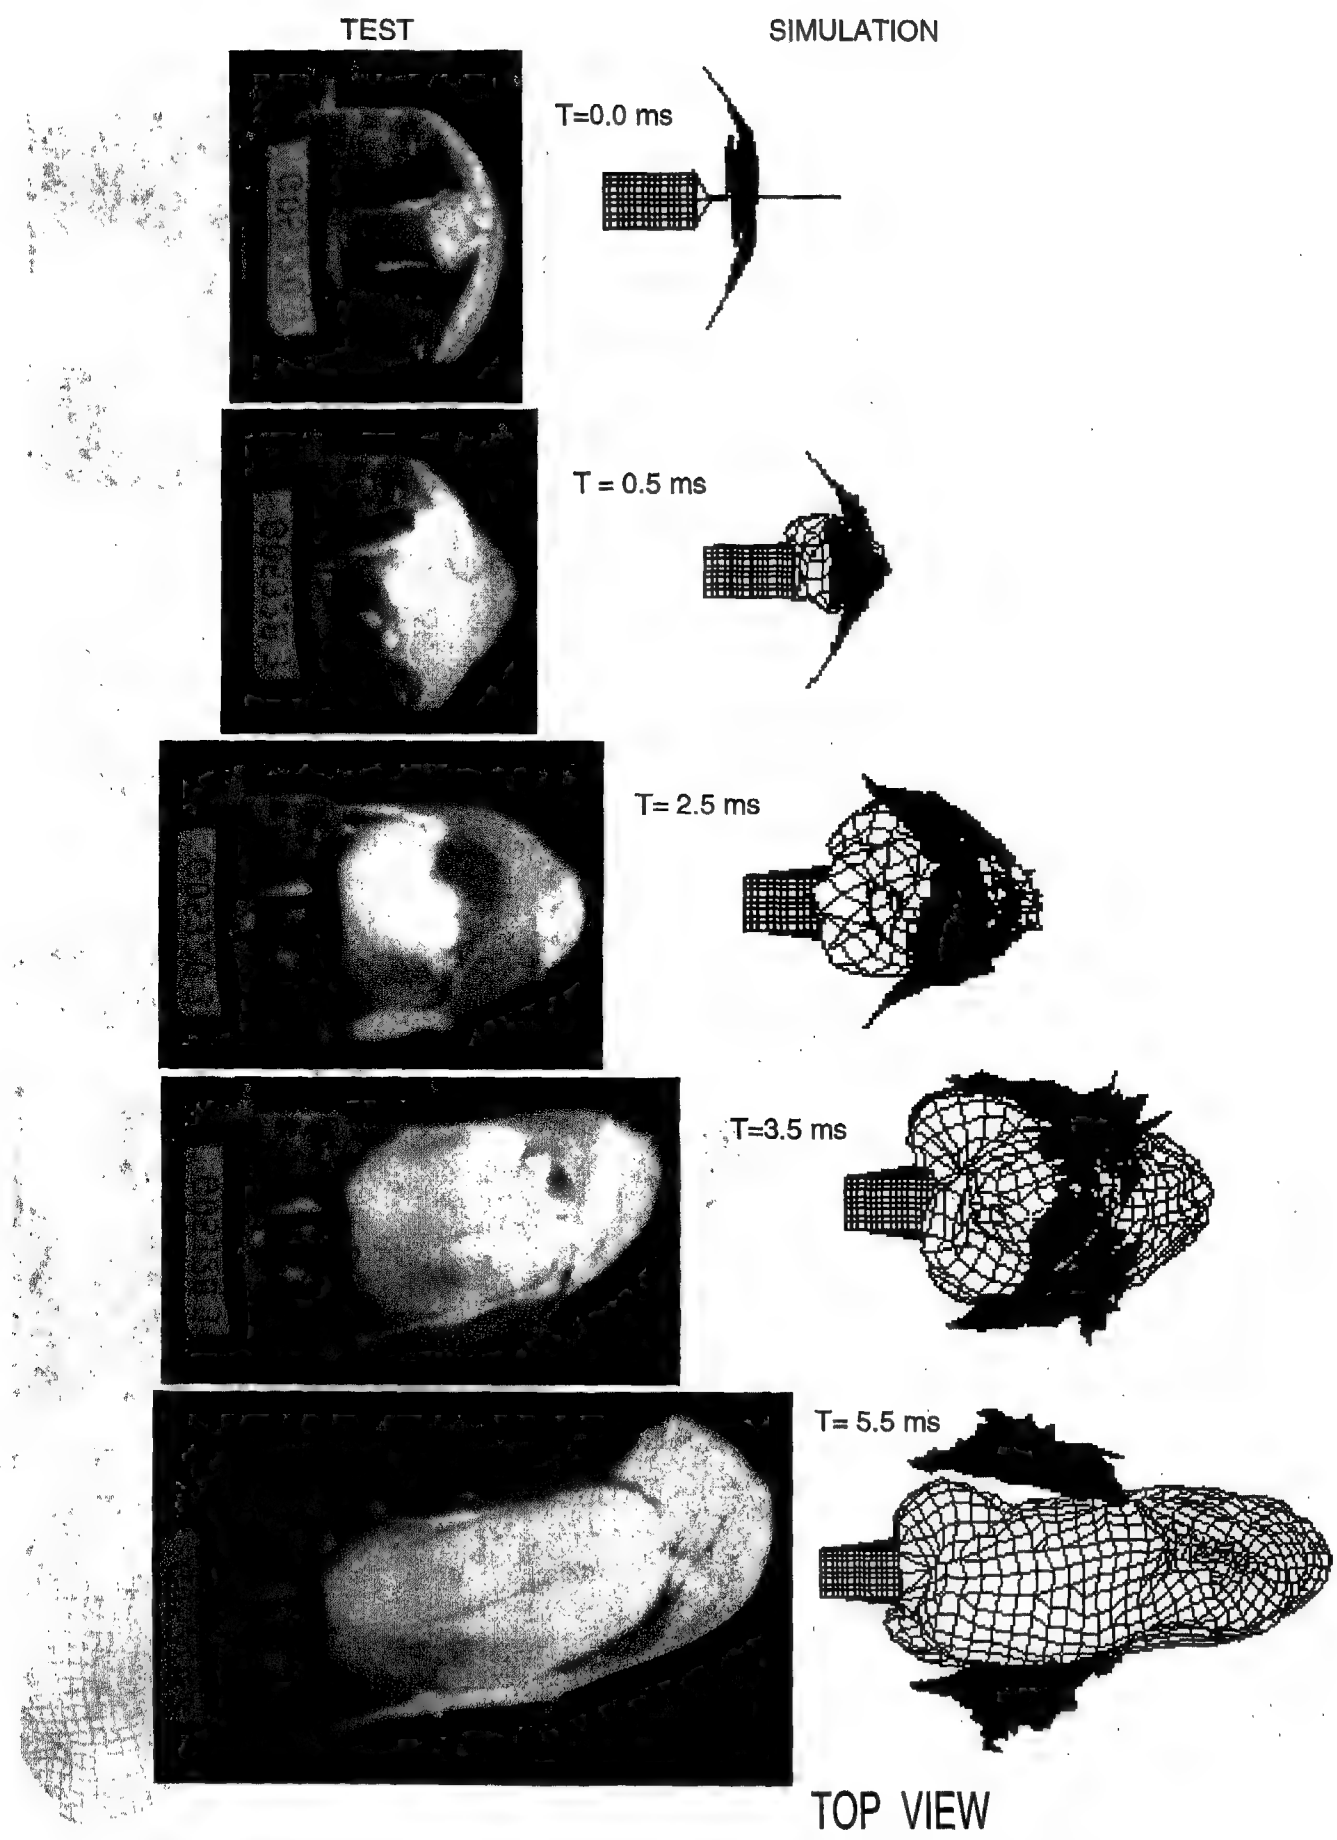 TEST SIMULATION
T=0.0 ms
T = 0.5 ms
T= 2.5 ms
T=3.5 ms
T= 5.5 ms
TOP VIEW